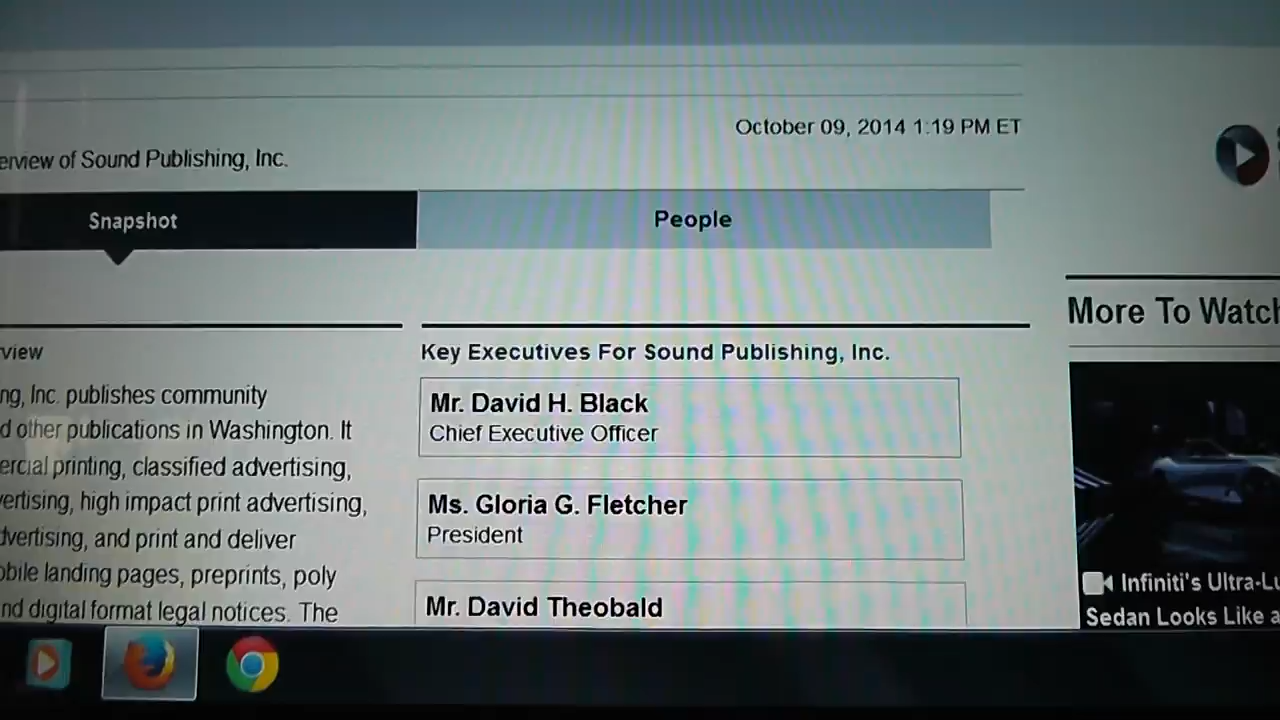 October 09, 2014 1:19 PM ET
erview of Sound Publishing, Inc.
Snapshot
People
More To Watch
view
ng, Inc. publishes community
d other publications in Washington. It
ercial printing, classified advertising,
vertising, high impact print advertising,
dvertising, and print and deliver
obile landing pages, preprints, poly
nd digital format legal notices. The
Key Executives For Sound Publishing, Inc.
Mr. David H. Black
Chief Executive Officer
Ms. Gloria G. Fletcher
President
Mr. David Theobald
Infiniti's Ultra-Lu
Sedan Looks Like a